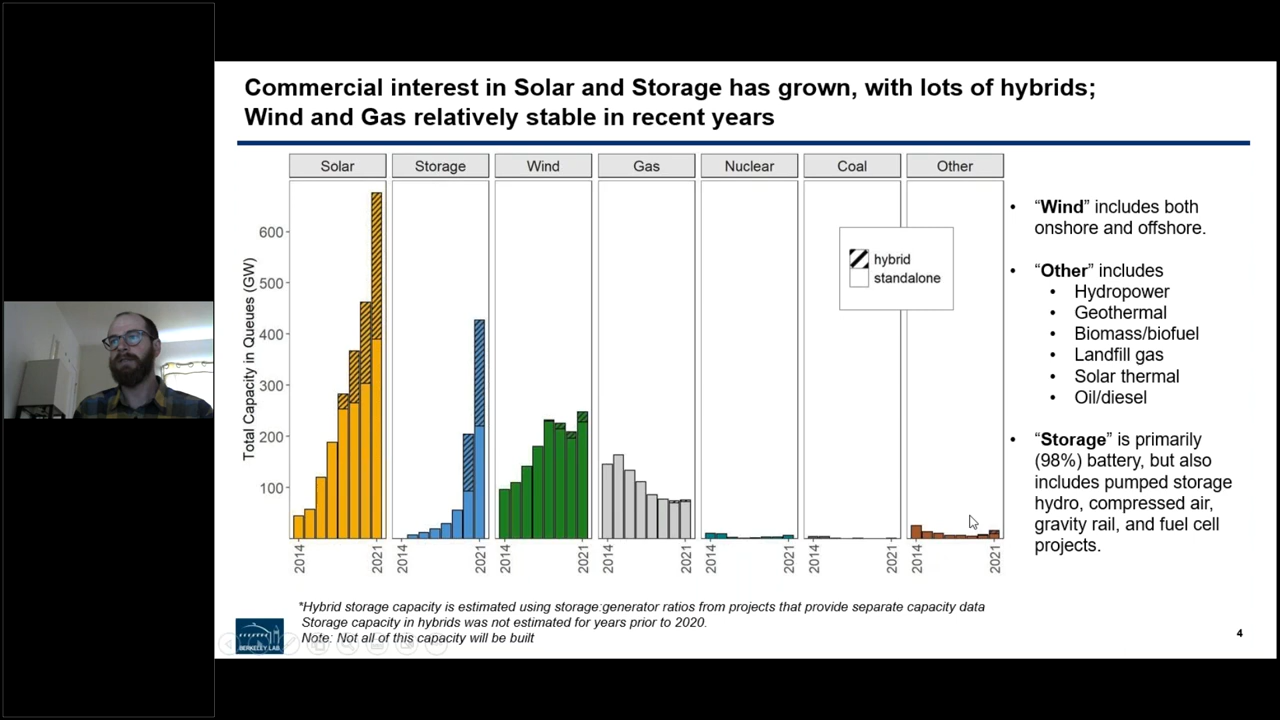 Commercial interest in Solar and Storage has grown, with lots of hybrids;
Wind and Gas relatively stable in recent years
Solar
Storage
Wind
Gas
Nuclear
Coal
Other
Total Capacity in Queues (GW)
600
500
400
300
200
100
2014
2021
2014
2021
2014
2021
2014
2021
2014
2021
2014
2021
2014
2021
hybrid
standalone
• “Wind” includes both
onshore and offshore.
• “Other” includes
• Hydropower
• Geothermal
• Biomass/biofuel
• Landfill gas
• Solar thermal
• Oil/diesel
• “Storage” is primarily
(98%) battery, but also
includes pumped storage
hydro, compressed air,
gravity rail, and fuel cell
projects.
*Hybrid storage capacity is estimated using storage:generator ratios from projects that provide separate capacity data
Storage capacity in hybrids was not estimated for years prior to 2020.
Note: Not all of this capacity will be built
BERKELEY LAB
4